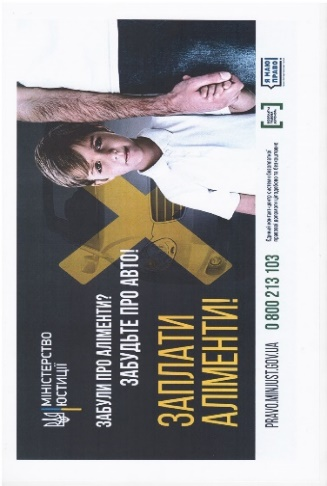 МІНІСТЕРСТВО
ЮСТИЦІЇ
ЗАБУЛИ ПРО АЛІМЕНТИ?
ЗАБУДЬТЕ ПРО АВТО!
ЗАПЛАТИ
АЛІМЕНТИ!
PRAVO.MINJUST.GOV.UA
0 800 213 103
Я МАЮ
ПРАВО!